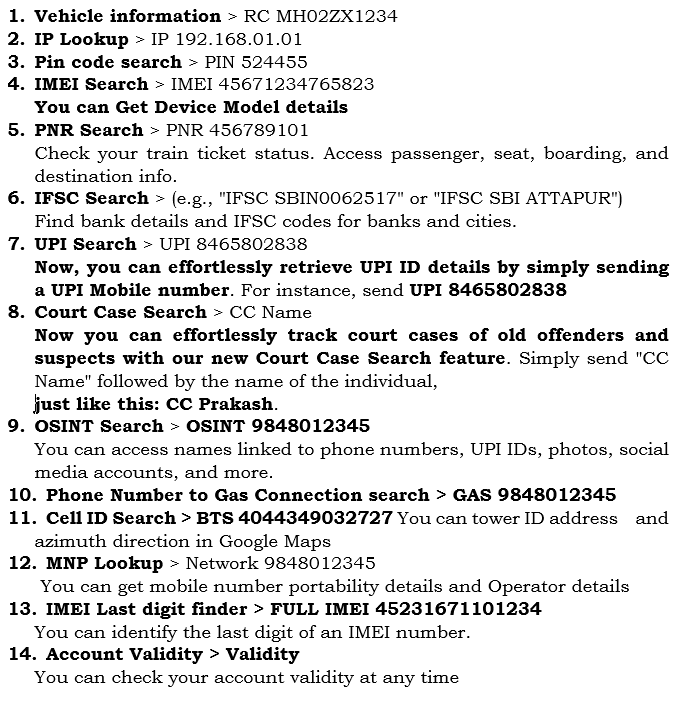 1. Vehicle information > RC MH02ZX1234
2. IP Lookup > IP 192.168.01.01
3. Pin code search > PIN 524455
4. IMEI Search > IMEI 45671234765823
You can Get Device Model details
5. PNR Search > PNR 456789101
Check your train ticket status. Access passenger, seat, boarding, and
destination info.
6. IFSC Search > (e.g., "IFSC SBIN0062517" or "IFSC SBI ATTAPUR")
Find bank details and IFSC codes for banks and cities.
7. UPI Search > UPI 8465802838
Now, you can effortlessly retrieve UPI ID details by simply sending
a UPI Mobile number. For instance, send UPI 8465802838
8. Court Case Search > CC Name
Now you can effortlessly track court cases of old offenders and
suspects with our new Court Case Search feature. Simply send "CC
Name" followed by the name of the individual,
just like this: CC Prakash.
9. OSINT Search > OSINT 9848012345
You can access names linked to phone numbers, UPI IDs, photos, social
media accounts, and more.
10. Phone Number to Gas Connection search > GAS 9848012345
11. Cell ID Search > BTS 4044349032727 You can tower ID address and
azimuth direction in Google Maps
12. MNP Lookup > Network 9848012345
You can get mobile number portability details and Operator details
13. IMEI Last digit finder > FULL IMEI 45231671101234
You can identify the last digit of an IMEI number.
14. Account Validity > Validity
You can check your account validity at any time